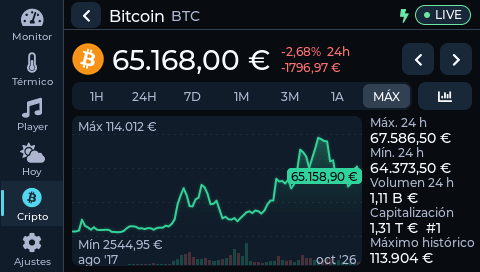 Monitor
Térmico
Player
Hoy
Cripto
Ajustes
Bitcoin BTC
LIVE
65.168,00 €
-2,68% 24h
-1796,97 €
1H 24H 7D 1M 3M 1A MÁX
Máx 114.012 €
65.158,90 €
Mín 2544,95 €
ago '17 oct '26
Máx. 24 h
67.586,50 €
Mín. 24 h
64.373,50 €
Volumen 24 h
1,11 B €
Capitalización
1,31 T € #1
Máximo histórico
113.904 €